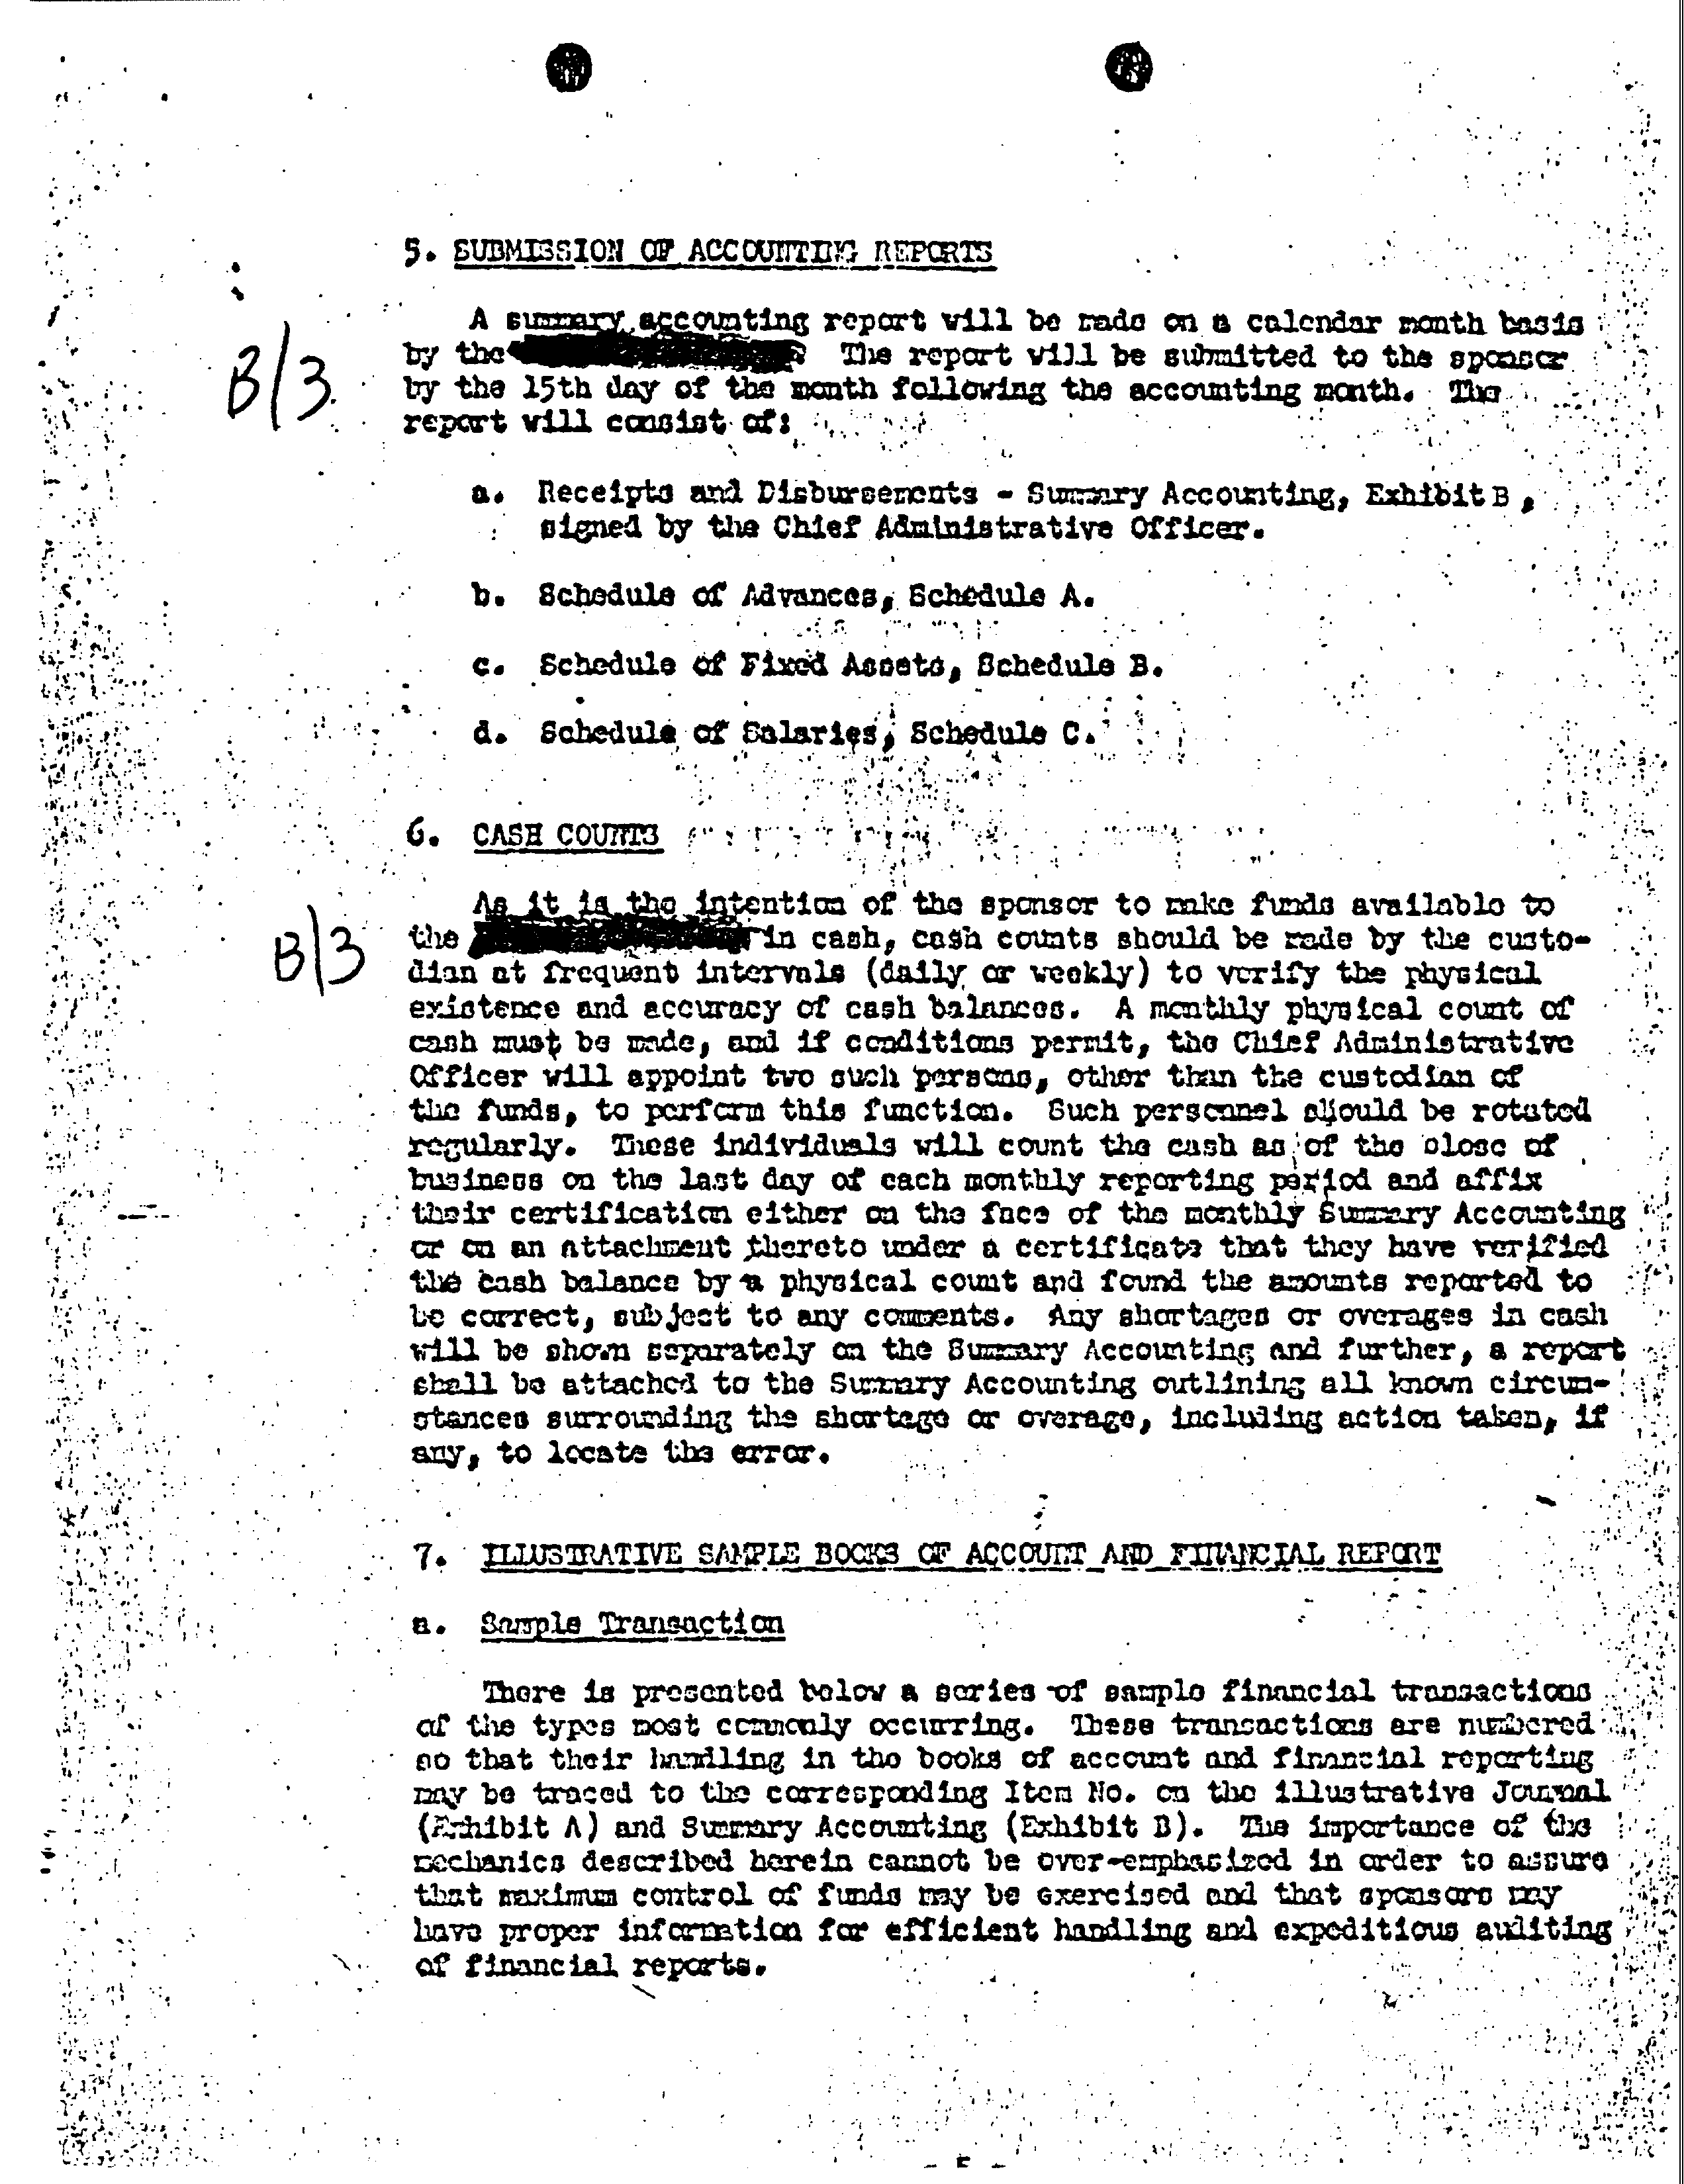 5. SUBMISSION OF ACCOUNTING REPORTS
A summary accounting report will be made on a calendar month basis
by the The report will be submitted to the sponsor
B/3
by the 15th day of the month following the accounting month. The
report will consist of:
a. Receipts and Disbursements - Summary Accounting, Exhibit B,
signed by the Chief Administrative Officer.
b. Schedule of Advances, Schedule A.
c. Schedule of Fixed Assets, Schedule B.
d. Schedule of Salaries, Schedule C.
6. CASH COUNTS
As it is the intention of the sponsor to make funds available to
B/3
the in cash, cash counts should be made by the custo-
dian at frequent intervals (daily or weekly) to verify the physical
existence and accuracy of cash balances. A monthly physical count of
cash must be made, and if conditions permit, the Chief Administrative
Officer will appoint two such persons, other than the custodian of
the funds, to perform this function. Such personnel should be rotated
regularly. These individuals will count the cash as of the close of
business on the last day of each monthly reporting period and affix
their certification either on the face of the monthly Summary Accounting
or on an attachment thereto under a certificate that they have verified
the cash balance by a physical count and found the amounts reported to
be correct, subject to any comments. Any shortages or overages in cash
will be shown separately on the Summary Accounting and further, a report
shall be attached to the Summary Accounting outlining all known circum-
stances surrounding the shortage or overage, including action taken, if
any, to locate the error.
7. ILLUSTRATIVE SAMPLE BOOKS OF ACCOUNT AND FINANCIAL REPORT
a. Sample Transaction
There is presented below a series of sample financial transactions
of the types most commonly occurring. These transactions are numbered
so that their handling in the books of account and financial reporting
may be traced to the corresponding Item No. on the illustrative Journal
(Exhibit A) and Summary Accounting (Exhibit B). The importance of the
mechanics described herein cannot be over-emphasized in order to assure
that maximum control of funds may be exercised and that sponsors may
have proper information for efficient handling and expeditious auditing
of financial reports.